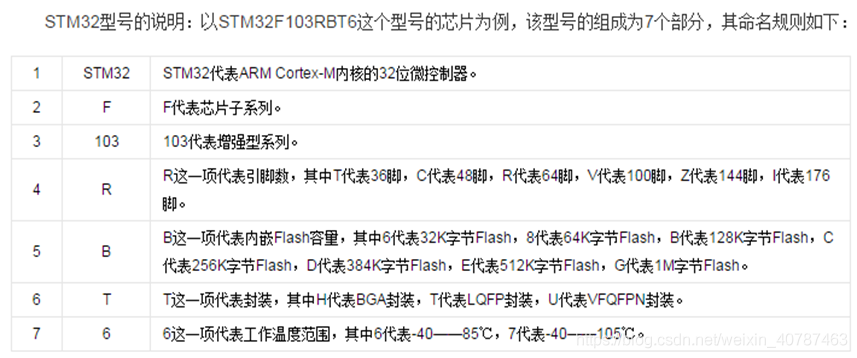 STM32型号的说明：以STM32F103RBT6这个型号的芯片为例，该型号的组成为7个部分，其命名规则如下：
1 STM32 STM32代表ARM Cortex-M内核的32位微控制器。
2 F F代表芯片子系列。
3 103 103代表增强型系列。
4 R R这一项代表引脚数，其中T代表36脚，C代表48脚，R代表64脚，V代表100脚，Z代表144脚，I代表176
脚。
5 B B这一项代表内嵌Flash容量，其中6代表32K字节Flash，8代表64K字节Flash，B代表128K字节Flash，C
代表256K字节Flash，D代表384K字节Flash，E代表512K字节Flash，G代表1M字节Flash。
6 T T这一项代表封装，其中H代表BGA封装，T代表LQFP封装，U代表VFQFPN封装。
7 6 6这一项代表工作温度范围，其中6代表-40——85℃，7代表-40——105℃。
https://blog.csdn.net/weixin_40787463